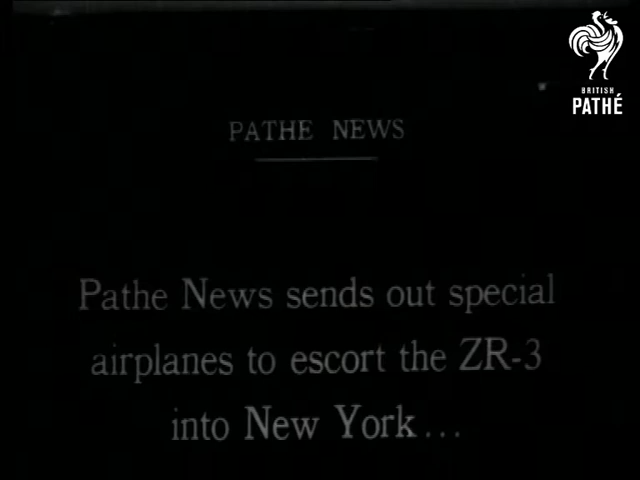 BRITISH
PATHÉ
PATHE NEWS
Pathe News sends out special
airplanes to escort the ZR-3
into New York...